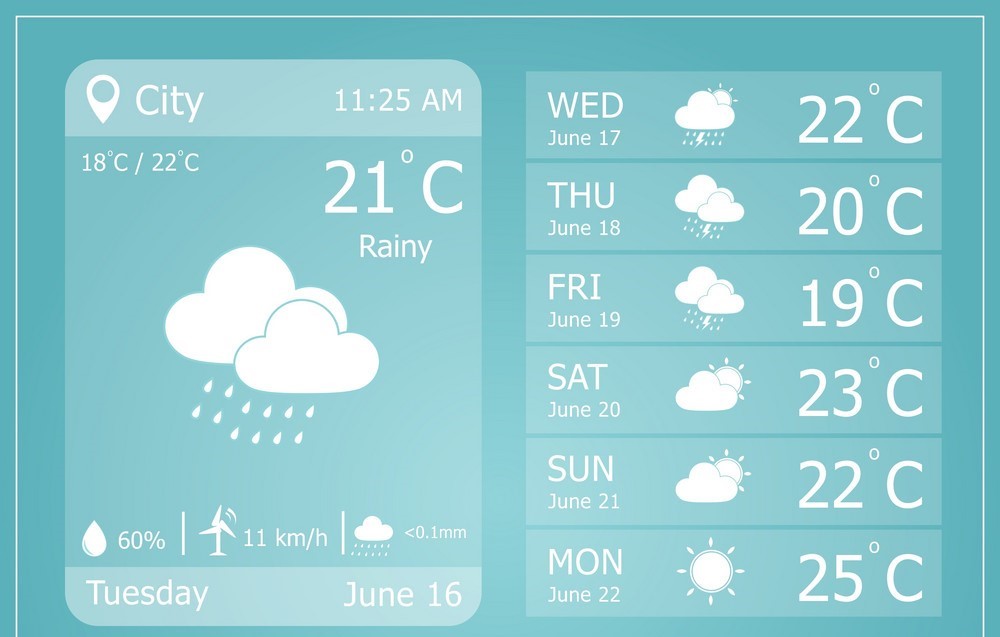 City 11:25 AM
18°C / 22°C
21°C
Rainy
60% 11 km/h <0.1mm
Tuesday June 16
WED
June 17
22°C
THU
June 18
20°C
FRI
June 19
19°C
SAT
June 20
23°C
SUN
June 21
22°C
MON
June 22
25°C